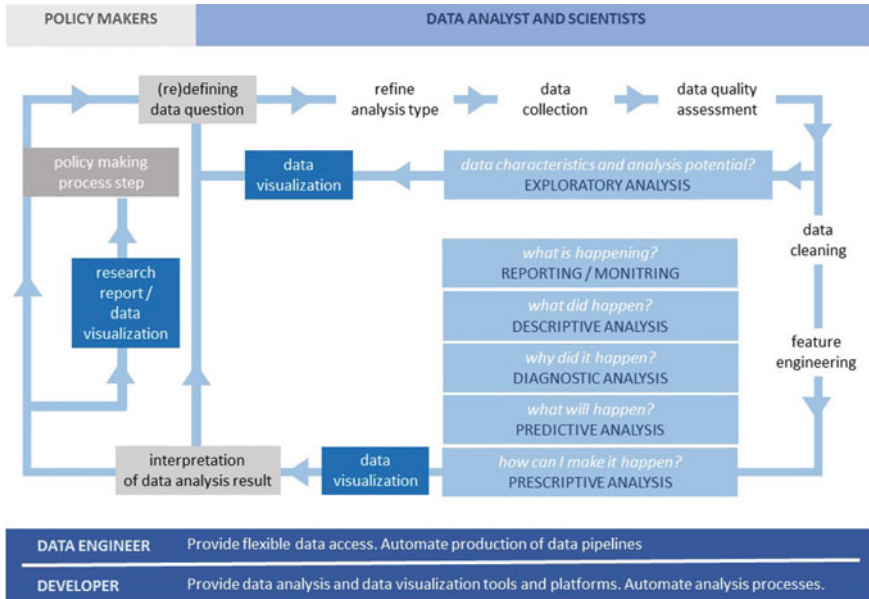 POLICY MAKERS
DATA ANALYST AND SCIENTISTS
(re)defining
data question
refine
analysis type
data
collection
data quality
assessment
policy making
process step
data
visualization
data characteristics and analysis potential?
EXPLORATORY ANALYSIS
data
cleaning
research
report /
data
visualization
what is happening?
REPORTING / MONITRING
what did happen?
DESCRIPTIVE ANALYSIS
why did it happen?
DIAGNOSTIC ANALYSIS
feature
engineering
what will happen?
PREDICTIVE ANALYSIS
interpretation
of data analysis result
data
visualization
how can I make it happen?
PRESCRIPTIVE ANALYSIS
DATA ENGINEER Provide flexible data access. Automate production of data pipelines
DEVELOPER Provide data analysis and data visualization tools and platforms. Automate analysis processes.